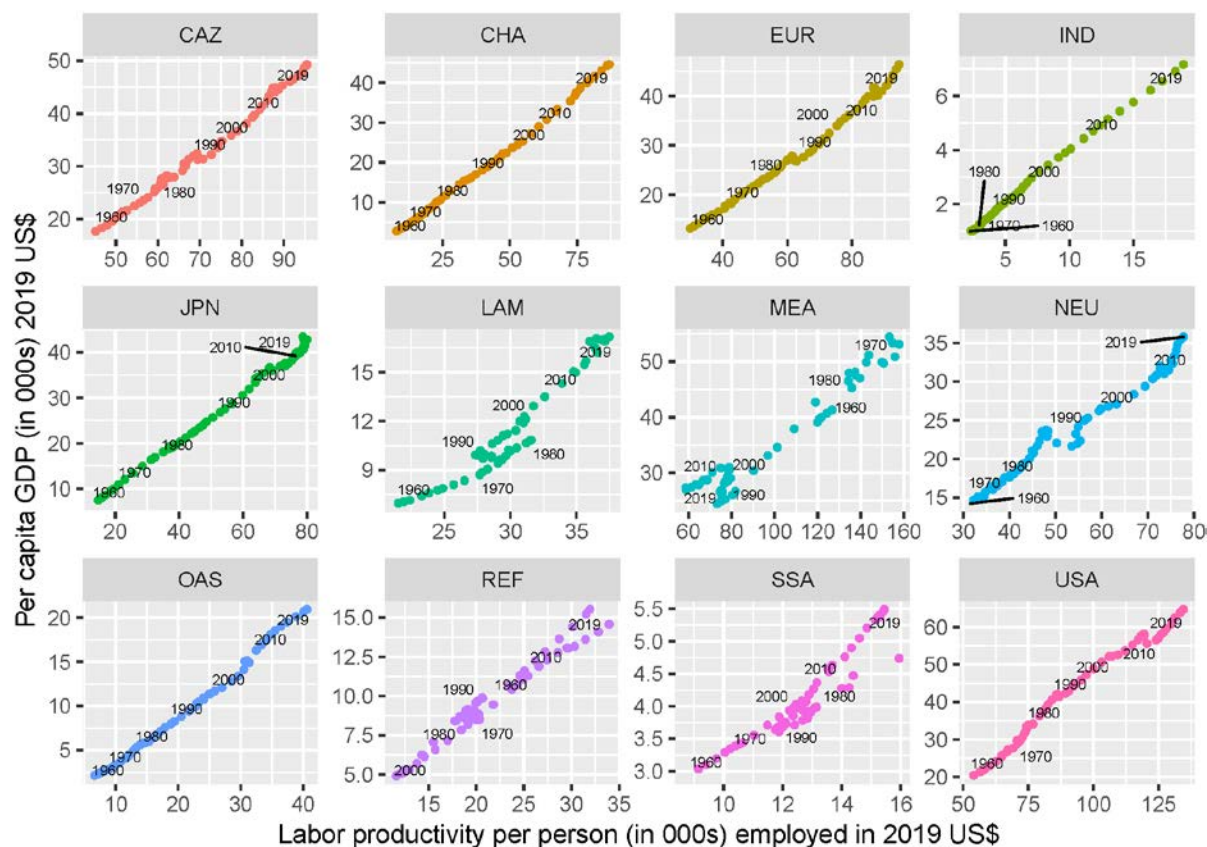 Per capita GDP (in 000s) 2019 US$
CAZ CHA EUR IND
50
40
30
20
1960 1970 1980 1990 2000 2010 2019
50 60 70 80 90
40
30
20
10
1960 1970 1980 1990 2000 2010 2019
25 50 75
40
30
20
1960 1970 1980 1990 2000 2010 2019
40 60 80
6
4
2
1980 1970 1960 1990 2000 2010 2019
5 10 15
JPN LAM MEA NEU
40
30
20
10
1960 1970 1980 1990 2000 2010 2019
20 40 60 80
15
12
9
1960 1970 1980 1990 2000 2010 2019
25 30 35
50
40
30
1970 1980 1960 2010 2000 2019 1990
60 80 100 120 140 160
35
30
25
20
15
2019 2010 2000 1990 1980 1970 1960
30 40 50 60 70 80
OAS REF SSA USA
20
15
10
5
1960 1970 1980 1990 2000 2010 2019
10 20 30 40
15.0
12.5
10.0
7.5
5.0
2019 2010 1960 1990 1980 1970 2000
15 20 25 30 35
5.5
5.0
4.5
4.0
3.5
3.0
2019 2010 2000 1980 1990 1970 1960
10 12 14 16
60
50
40
30
20
2019 2010 2000 1990 1980 1970 1960
50 75 100 125
Labor productivity per person (in 000s) employed in 2019 US$